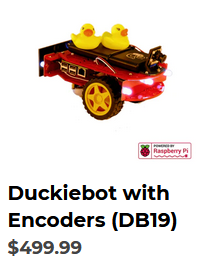 POWERED BY
Raspberry Pi
Duckiebot with
Encoders (DB19)
$499.99